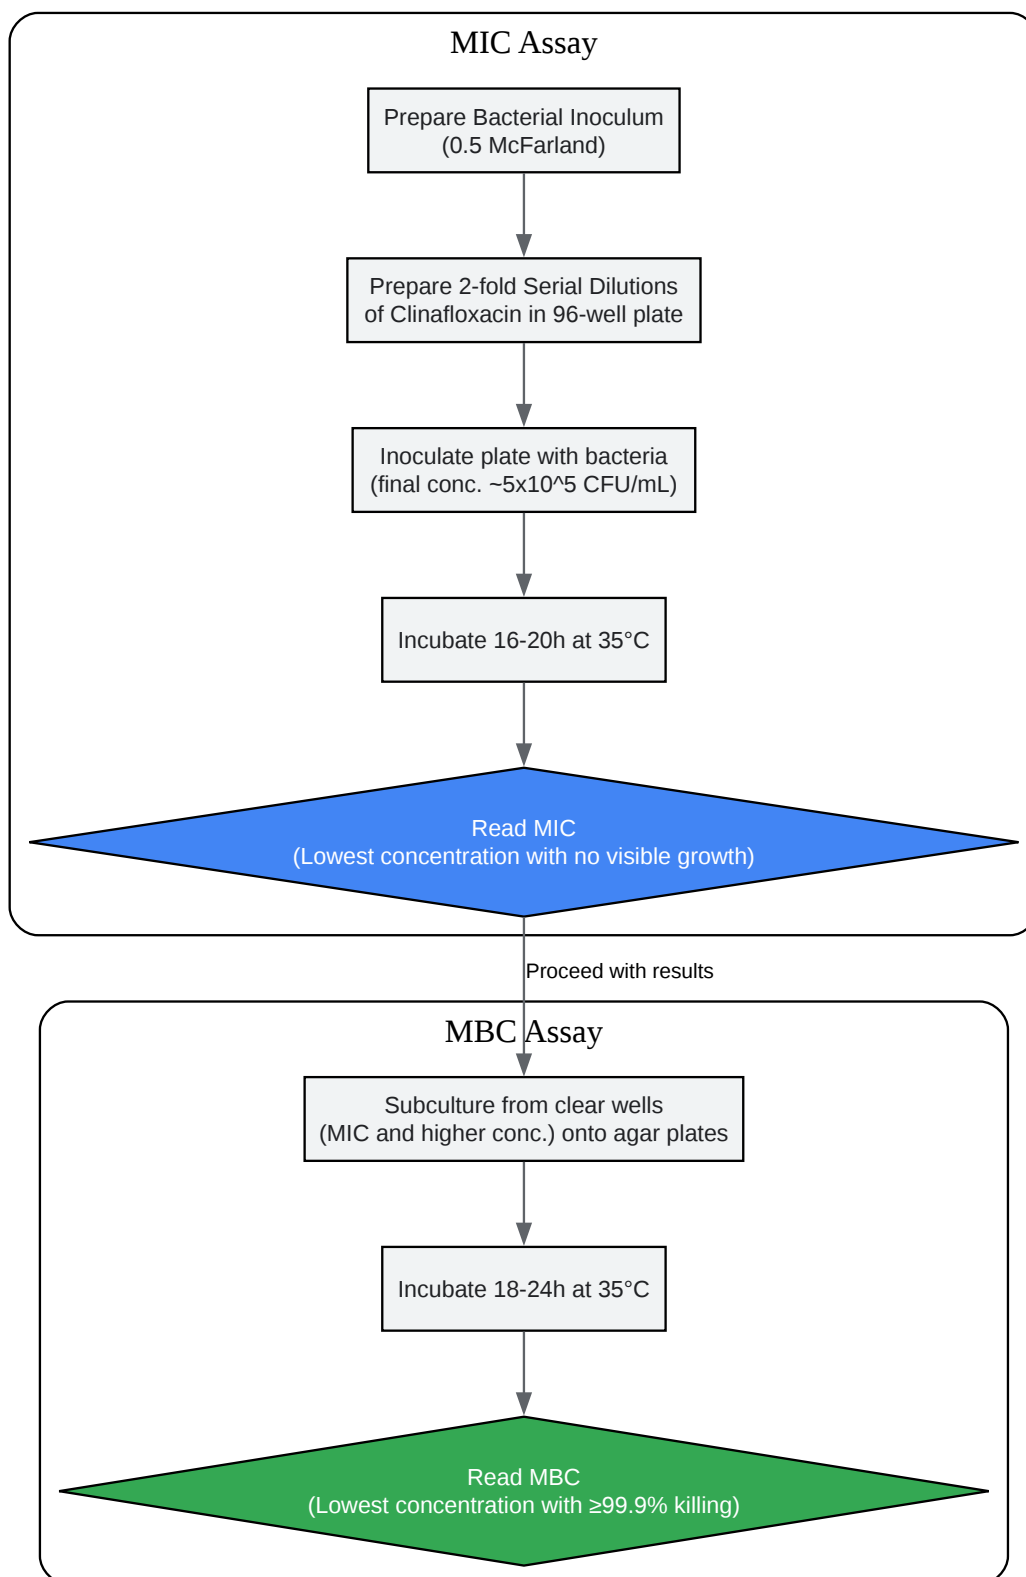 MIC Assay
Prepare Bacterial Inoculum
(0.5 McFarland)
Prepare 2-fold Serial Dilutions
of Clinafloxacin in 96-well plate
Inoculate plate with bacteria
(final conc. ~5x10^5 CFU/mL)
Incubate 16-20h at 35°C
Read MIC
(Lowest concentration with no visible growth)
Proceed with results
MBC Assay
Subculture from clear wells
(MIC and higher conc.) onto agar plates
Incubate 18-24h at 35°C
Read MBC
(Lowest concentration with ≥99.9% killing)